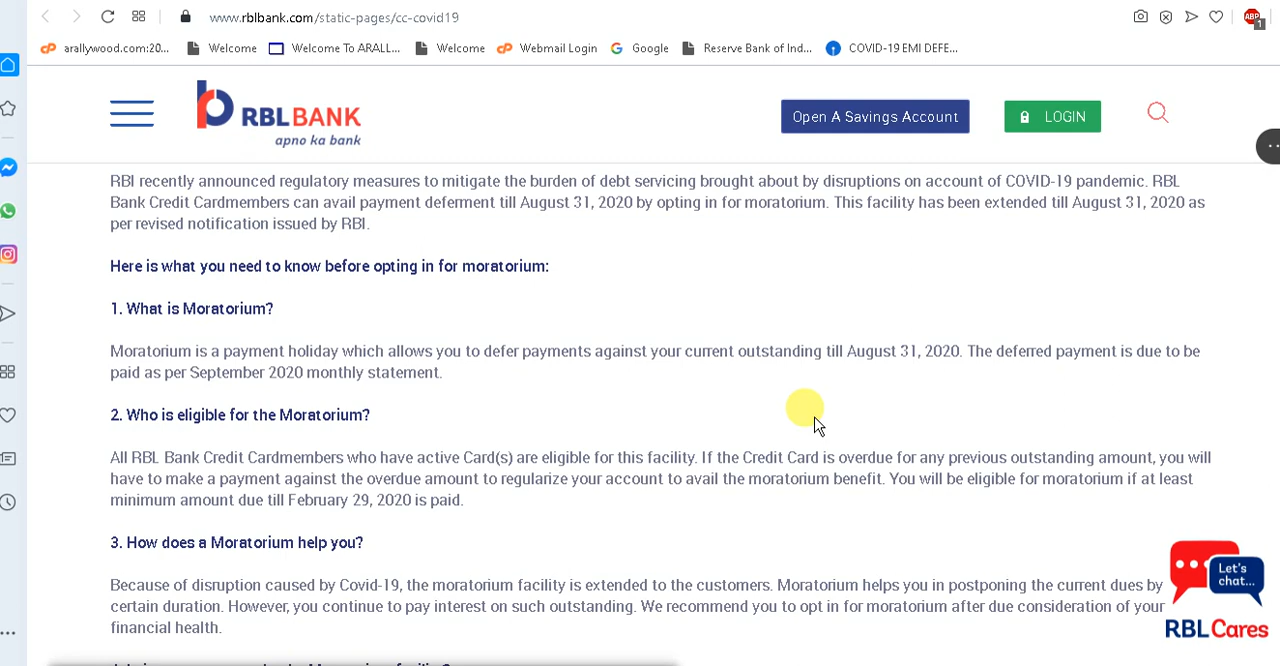 www.rblbank.com/static-pages/cc-covid19
ABP
1
arallywood.com:20...
Welcome
Welcome To ARALL...
Welcome
Webmail Login
Google
Reserve Bank of Ind...
COVID-19 EMI DEFE...
RBLBANK
apno ka bank
Open A Savings Account
LOGIN
RBI recently announced regulatory measures to mitigate the burden of debt servicing brought about by disruptions on account of COVID-19 pandemic. RBL
Bank Credit Cardmembers can avail payment deferment till August 31, 2020 by opting in for moratorium. This facility has been extended till August 31, 2020 as
per revised notification issued by RBI.
Here is what you need to know before opting in for moratorium:
1. What is Moratorium?
Moratorium is a payment holiday which allows you to defer payments against your current outstanding till August 31, 2020. The deferred payment is due to be
paid as per September 2020 monthly statement.
2. Who is eligible for the Moratorium?
All RBL Bank Credit Cardmembers who have active Card(s) are eligible for this facility. If the Credit Card is overdue for any previous outstanding amount, you will
have to make a payment against the overdue amount to regularize your account to avail the moratorium benefit. You will be eligible for moratorium if at least
minimum amount due till February 29, 2020 is paid.
3. How does a Moratorium help you?
Because of disruption caused by Covid-19, the moratorium facility is extended to the customers. Moratorium helps you in postponing the current dues by
certain duration. However, you continue to pay interest on such outstanding. We recommend you to opt in for moratorium after due consideration of your
financial health.
Let's
chat...
RBLCares